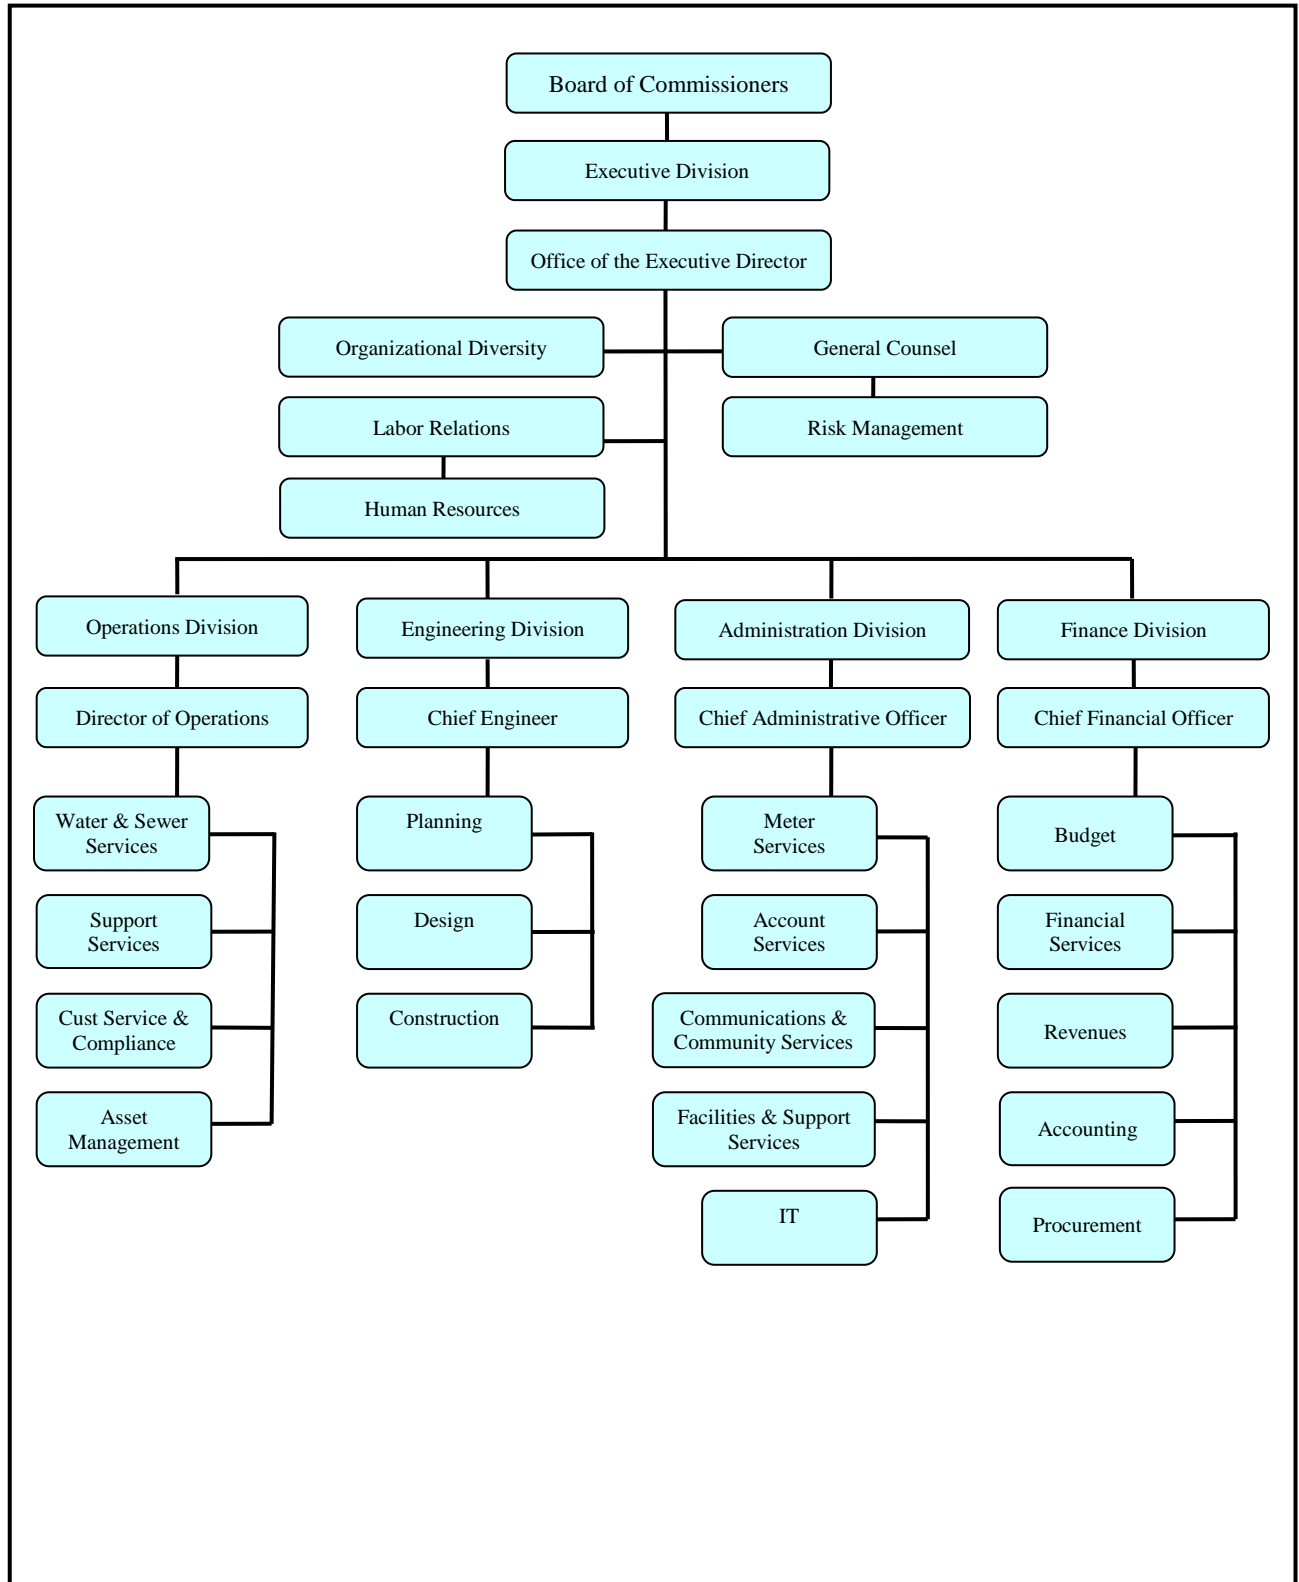 Board of Commissioners
Executive Division
Office of the Executive Director
Organizational Diversity
General Counsel
Labor Relations
Risk Management
Human Resources
Operations Division
Engineering Division
Administration Division
Finance Division
Director of Operations
Chief Engineer
Chief Administrative Officer
Chief Financial Officer
Water & Sewer
Services
Planning
Meter
Services
Budget
Support
Services
Design
Account
Services
Financial
Services
Cust Service &
Compliance
Construction
Communications &
Community Services
Revenues
Asset
Management
Facilities & Support
Services
Accounting
IT
Procurement